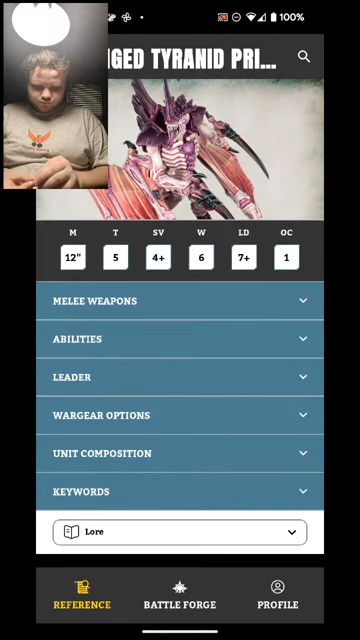 100%
NGED TYRANID PRI...
M T SV W LD OC
12" 5 4+ 6 7+ 1
MELEE WEAPONS
ABILITIES
LEADER
WARGEAR OPTIONS
UNIT COMPOSITION
KEYWORDS
Lore
REFERENCE BATTLE FORGE PROFILE